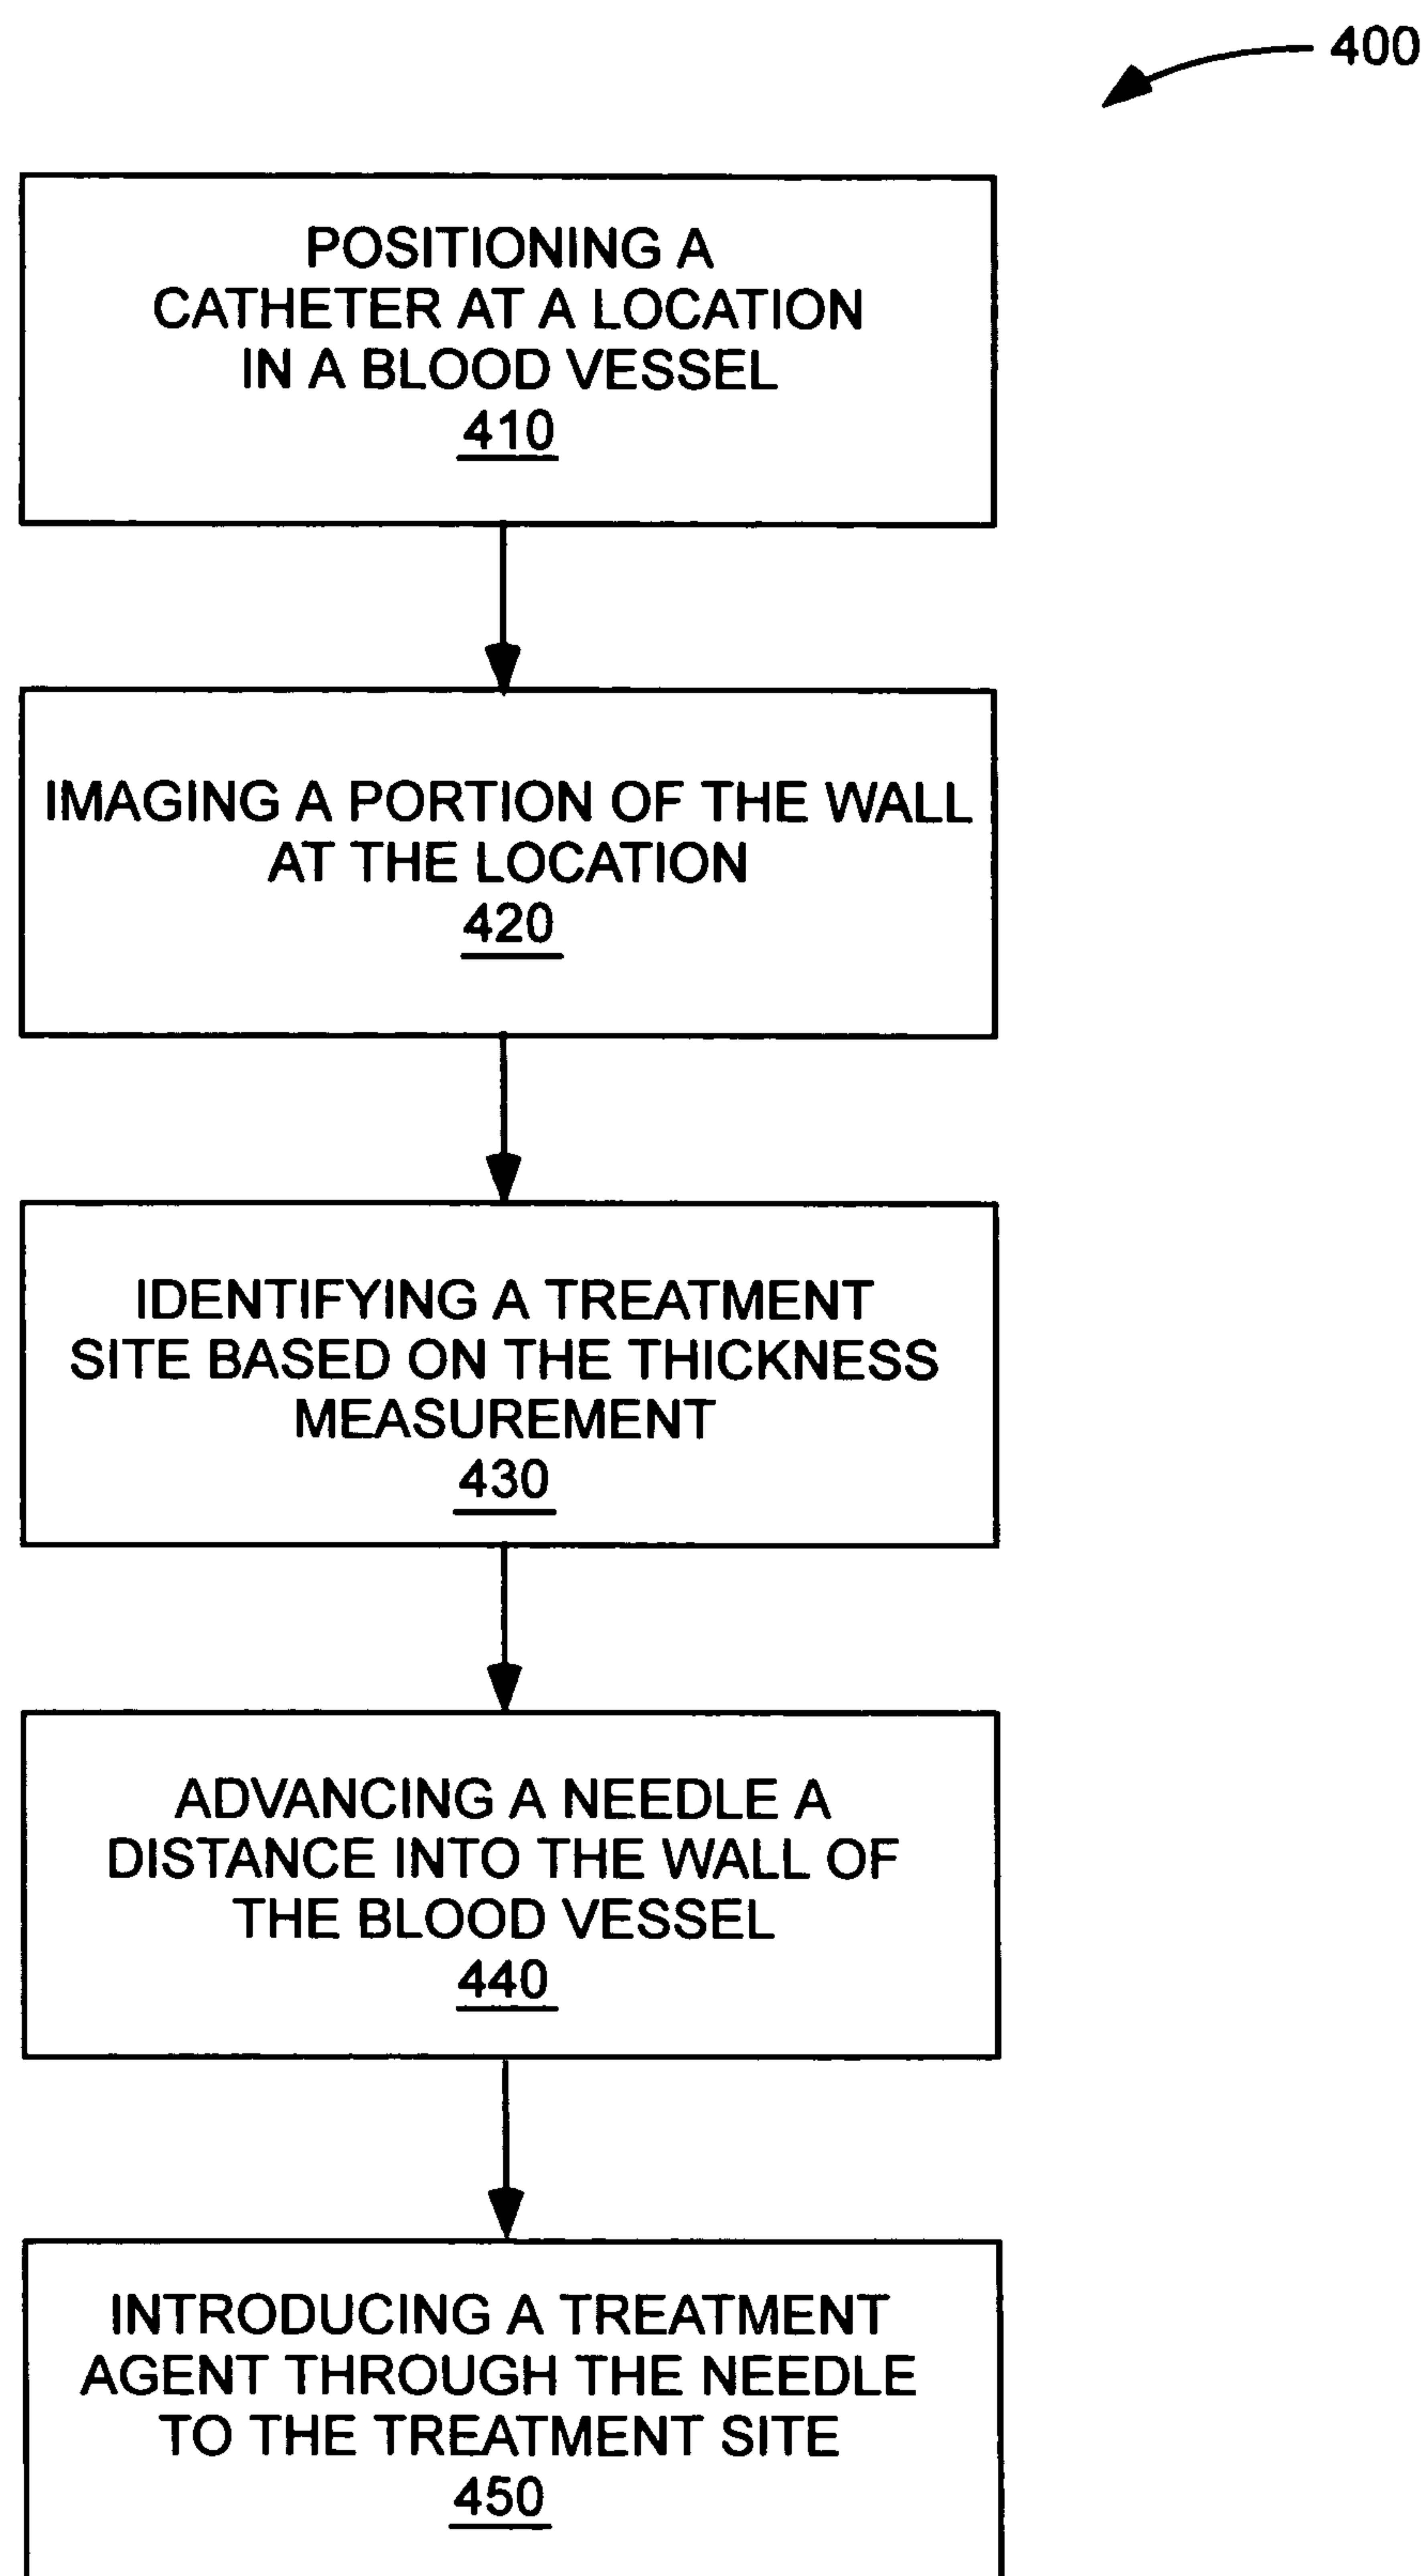 400
POSITIONING A
CATHETER AT A LOCATION
IN A BLOOD VESSEL
410
IMAGING A PORTION OF THE WALL
AT THE LOCATION
420
IDENTIFYING A TREATMENT
SITE BASED ON THE THICKNESS
MEASUREMENT
430
ADVANCING A NEEDLE A
DISTANCE INTO THE WALL OF
THE BLOOD VESSEL
440
INTRODUCING A TREATMENT
AGENT THROUGH THE NEEDLE
TO THE TREATMENT SITE
450